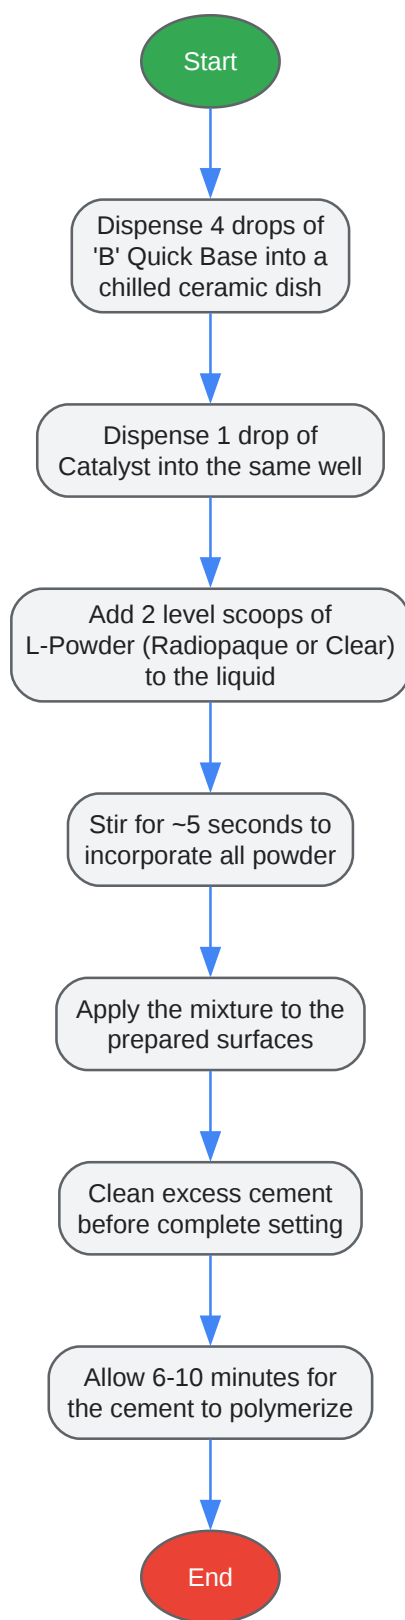 Start
Dispense 4 drops of
'B' Quick Base into a
chilled ceramic dish
Dispense 1 drop of
Catalyst into the same well
Add 2 level scoops of
L-Powder (Radiopaque or Clear)
to the liquid
Stir for ~5 seconds to
incorporate all powder
Apply the mixture to the
prepared surfaces
Clean excess cement
before complete setting
Allow 6-10 minutes for
the cement to polymerize
End